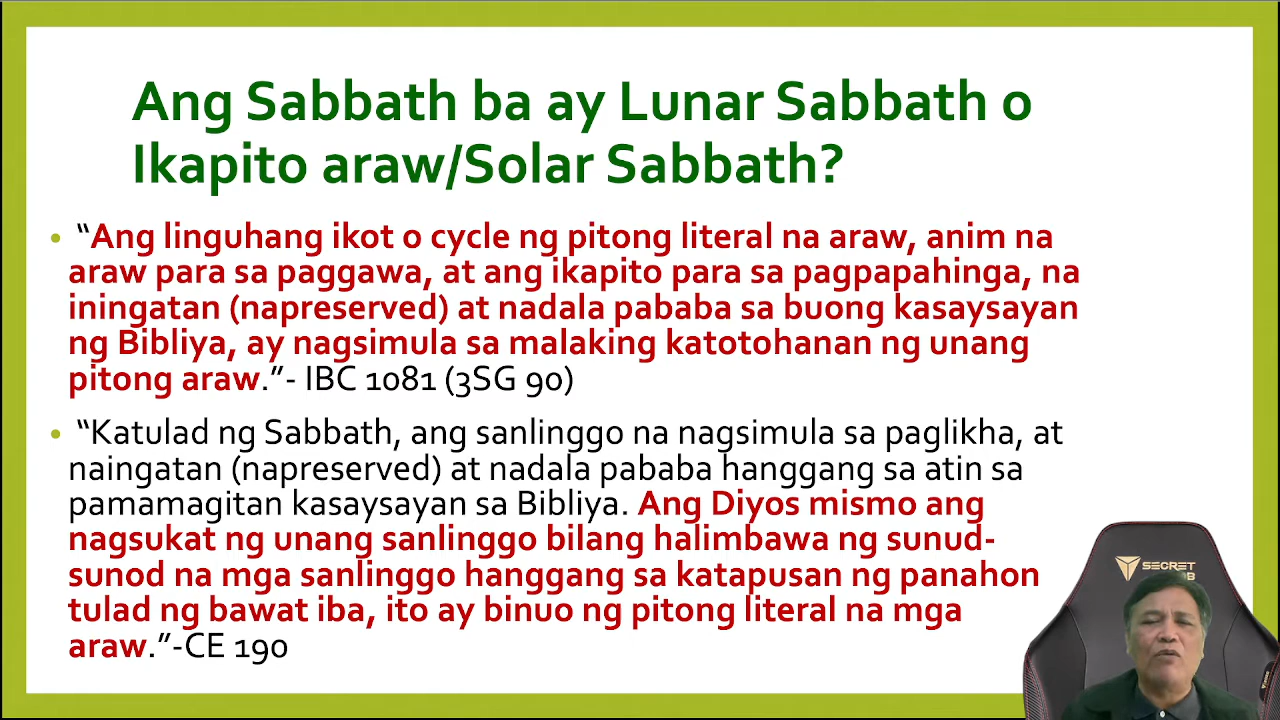 Ang Sabbath ba ay Lunar Sabbath o
Ikapito araw/Solar Sabbath?
• “Ang linguhang ikot o cycle ng pitong literal na araw, anim na
araw para sa paggawa, at ang ikapito para sa pagpapahinga, na
iningatan (napreserved) at nadala pababa sa buong kasaysayan
ng Bibliya, ay nagsimula sa malaking katotohanan ng unang
pitong araw.”- IBC 1081 (3SG 90)
• “Katulad ng Sabbath, ang sanlinggo na nagsimula sa paglikha, at
naingatan (napreserved) at nadala pababa hanggang sa atin sa
pamamagitan kasaysayan sa Bibliya. Ang Diyos mismo ang
nagsukat ng unang sanlinggo bilang halimbawa ng sunud-
sunod na mga sanlinggo hanggang sa katapusan ng panahon
tulad ng bawat iba, ito ay binuo ng pitong literal na mga
araw.”-CE 190
SECRET